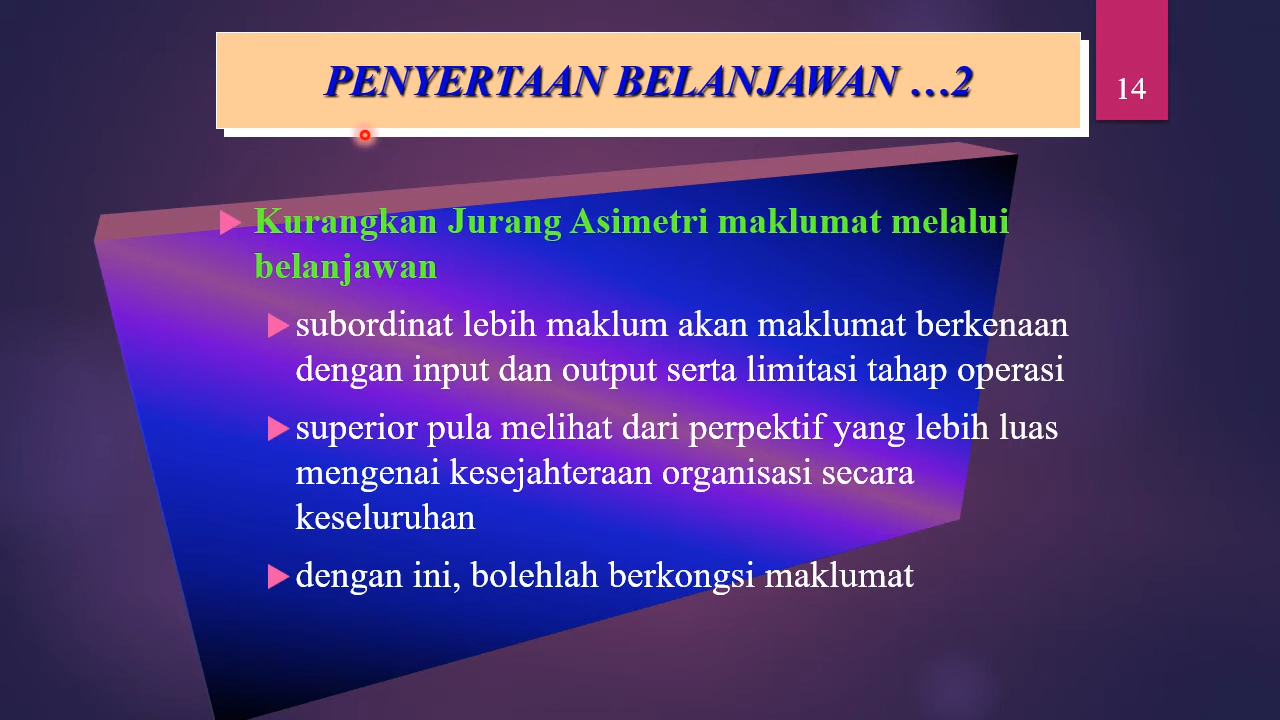 PENYERTAAN BELANJAWAN …2
14
Kurangkan Jurang Asimetri maklumat melalui
belanjawan
subordinat lebih maklum akan maklumat berkenaan
dengan input dan output serta limitasi tahap operasi
superior pula melihat dari perpektif yang lebih luas
mengenai kesejahteraan organisasi secara
keseluruhan
dengan ini, bolehlah berkongsi maklumat